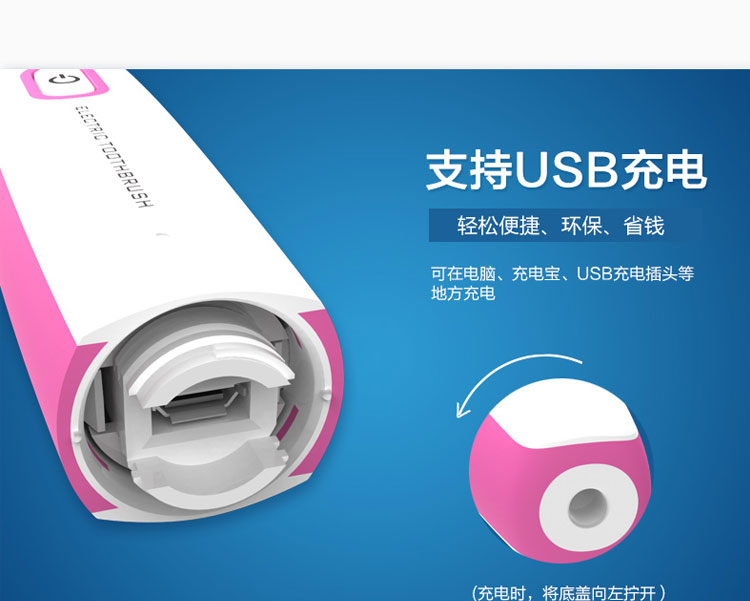 ELECTRIC TOOTHBRUSH
支持USB充电
轻松便捷、环保、省钱
可在电脑、充电宝、USB充电插头等
地方充电
(充电时，将底盖向左拧开)